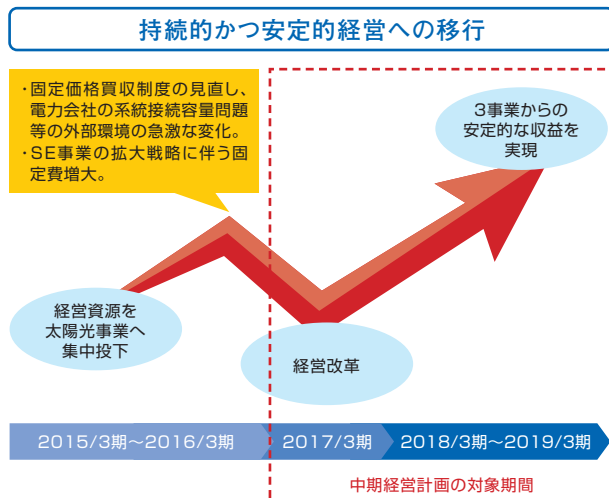 持続的かつ安定的経営への移行
・固定価格買収制度の見直し、
電力会社の系統接続容量問題
等の外部環境の急激な変化。
・SE事業の拡大戦略に伴う固
定費増大。
3事業からの
安定的な収益を
実現
経営資源を
太陽光事業へ
集中投下
経営改革
2015/3期～2016/3期
2017/3期
2018/3期～2019/3期
中期経営計画の対象期間